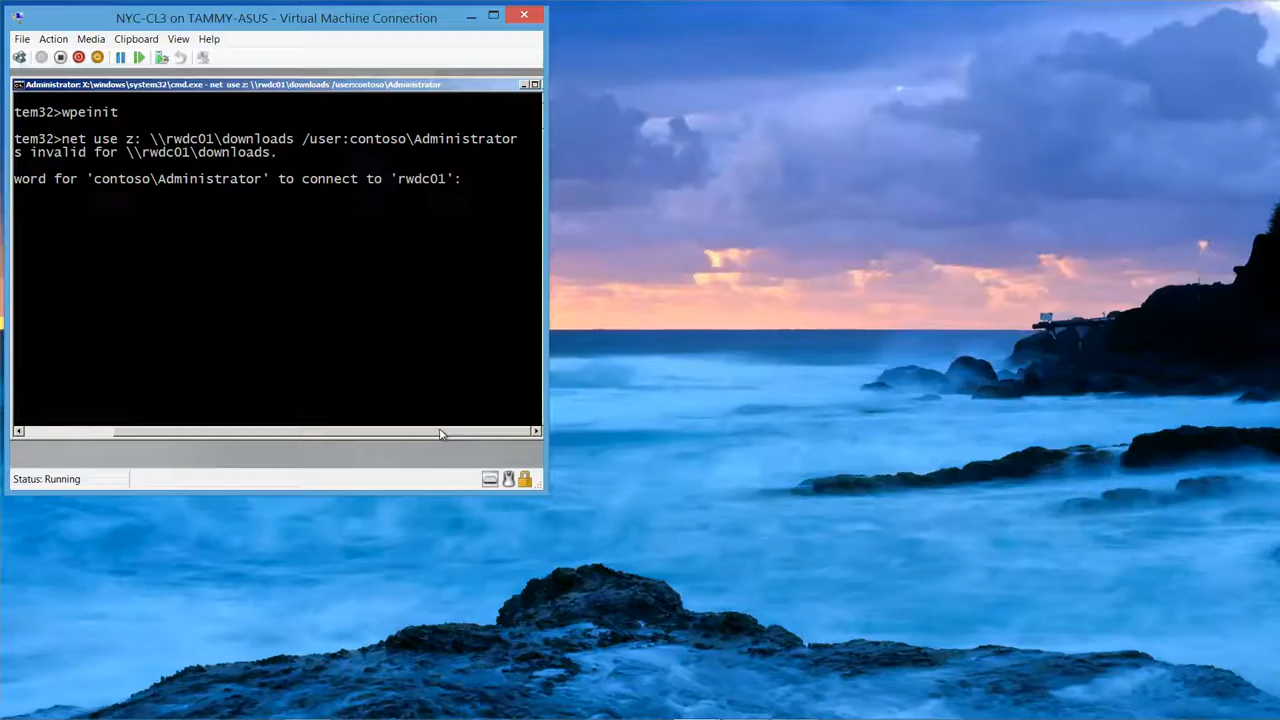 NYC-CL3 on TAMMY-ASUS - Virtual Machine Connection
File Action Media Clipboard View Help
Administrator: X:\windows\system32\cmd.exe - net use z: \\rwdc01\downloads /user:contoso\Administrator
tem32>wpeinit
tem32>net use z: \\rwdc01\downloads /user:contoso\Administrator
s invalid for \\rwdc01\downloads.
word for 'contoso\Administrator' to connect to 'rwdc01':
Status: Running